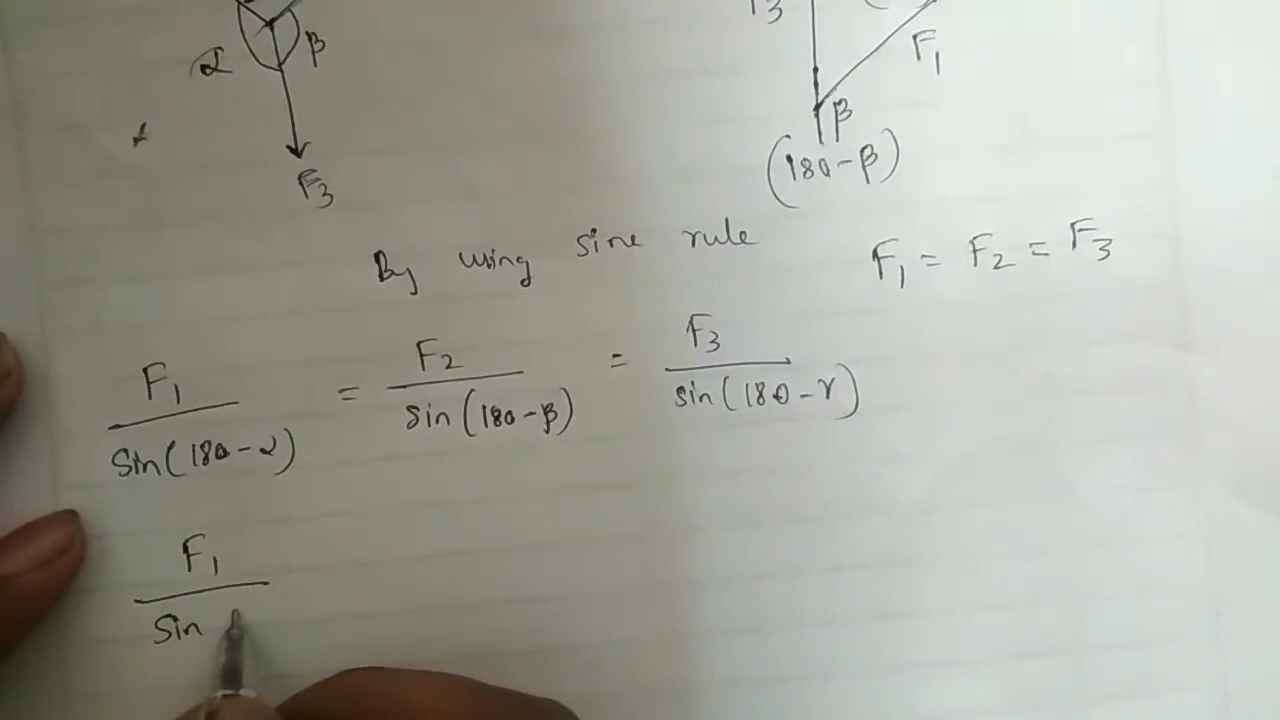 α β F₃
F₃ F₁
β
(180-β)
By using sine rule F₁ = F₂ = F₃
F₁/Sin(180-α) = F₂/Sin(180-β) = F₃/Sin(180-γ)
F₁/Sin